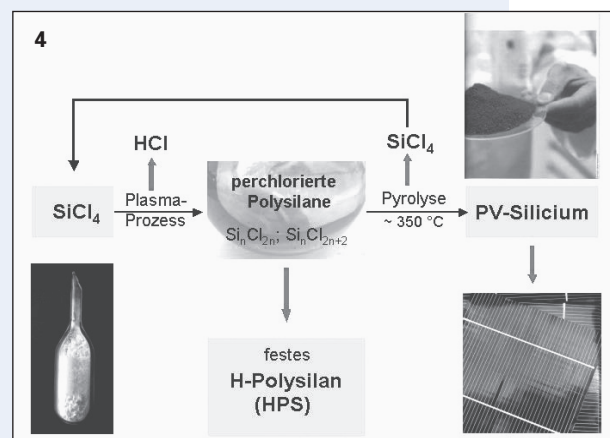 4
HCl
SiCl₄
SiCl₄
Plasma-
Prozess
perchlorierte
Polysilane
SiₙCl₂ₙ; SiₙCl₂ₙ₊₂
Pyrolyse
~ 350 °C
PV-Silicium
festes
H-Polysilan
(HPS)